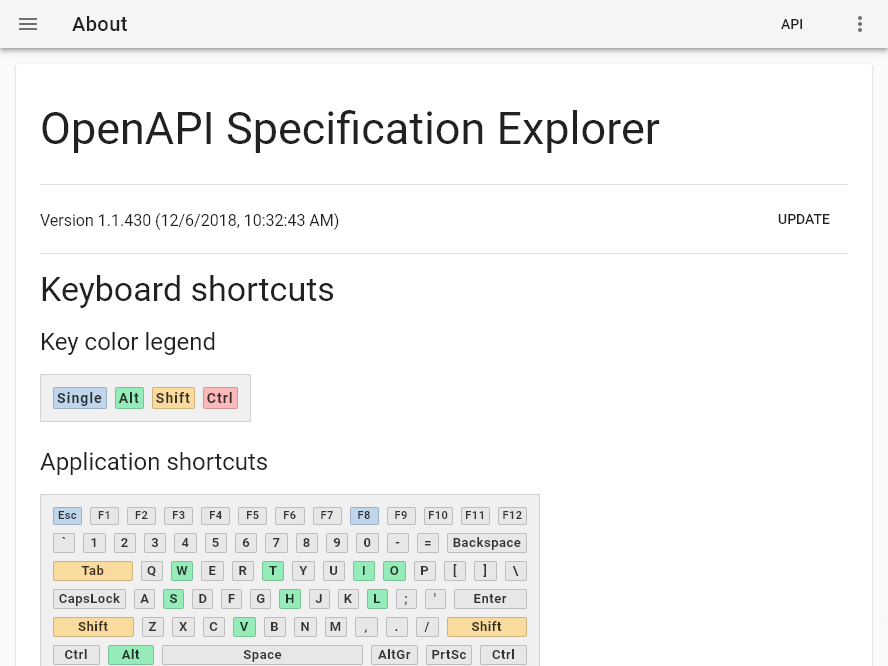 About API
OpenAPI Specification Explorer
Version 1.1.430 (12/6/2018, 10:32:43 AM) UPDATE
Keyboard shortcuts
Key color legend
Single Alt Shift Ctrl
Application shortcuts
Esc F1 F2 F3 F4 F5 F6 F7 F8 F9 F10 F11 F12
` 1 2 3 4 5 6 7 8 9 0 - = Backspace
Tab Q W E R T Y U I O P [ ] \
CapsLock A S D F G H J K L ; ' Enter
Shift Z X C V B N M , . / Shift
Ctrl Alt Space AltGr PrtSc Ctrl